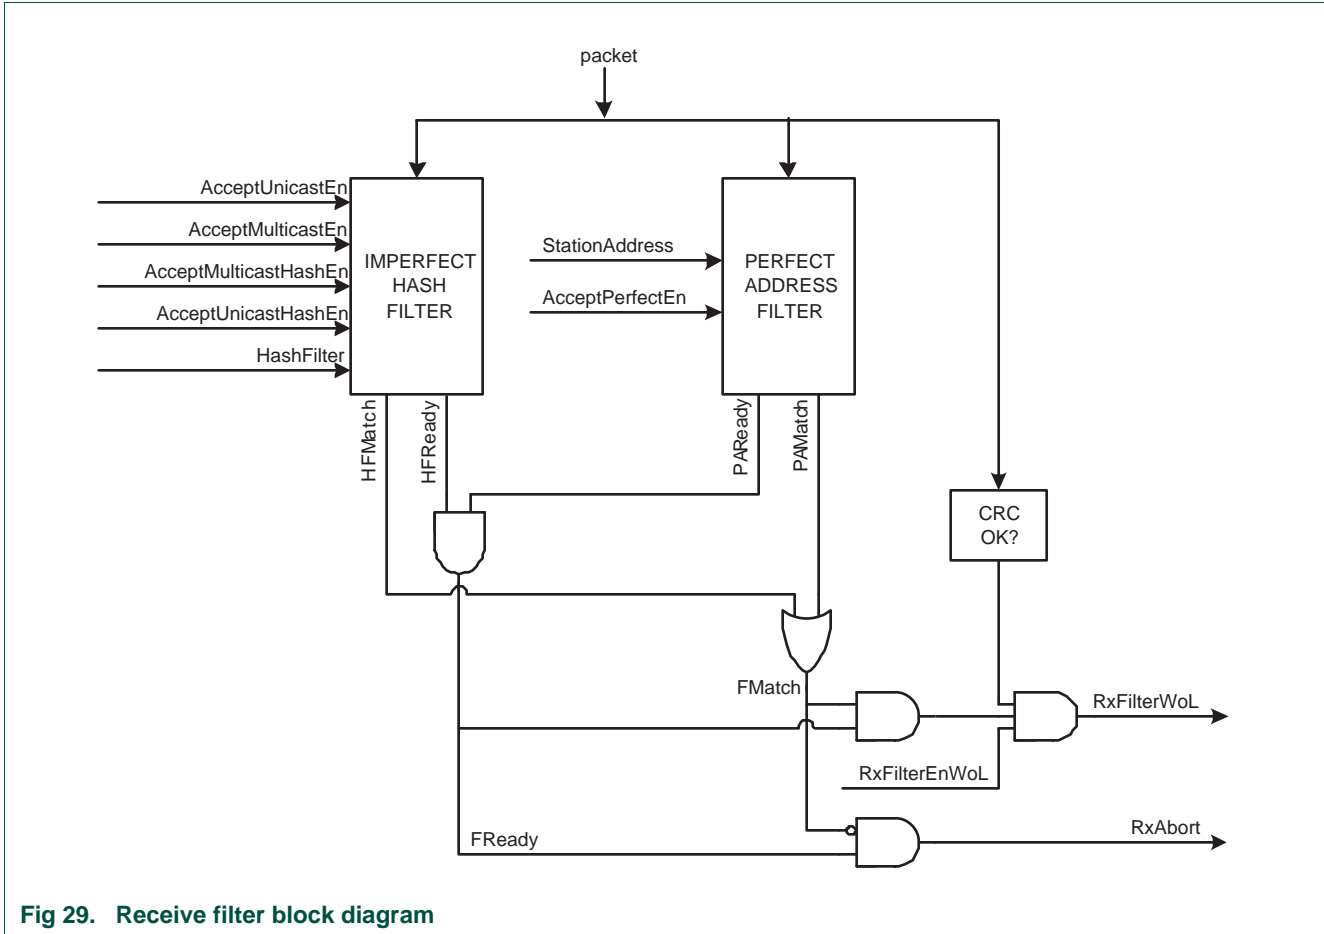 packet
AcceptUnicastEn
AcceptMulticastEn
AcceptMulticastHashEn
AcceptUnicastHashEn
HashFilter
IMPERFECT
HASH
FILTER
StationAddress
AcceptPerfectEn
PERFECT
ADDRESS
FILTER
HFMatch
HFReady
PAReady
PAMatch
CRC
OK?
FMatch
RxFilterWoL
RxFilterEnWoL
RxAbort
FReady
Fig 29. Receive filter block diagram